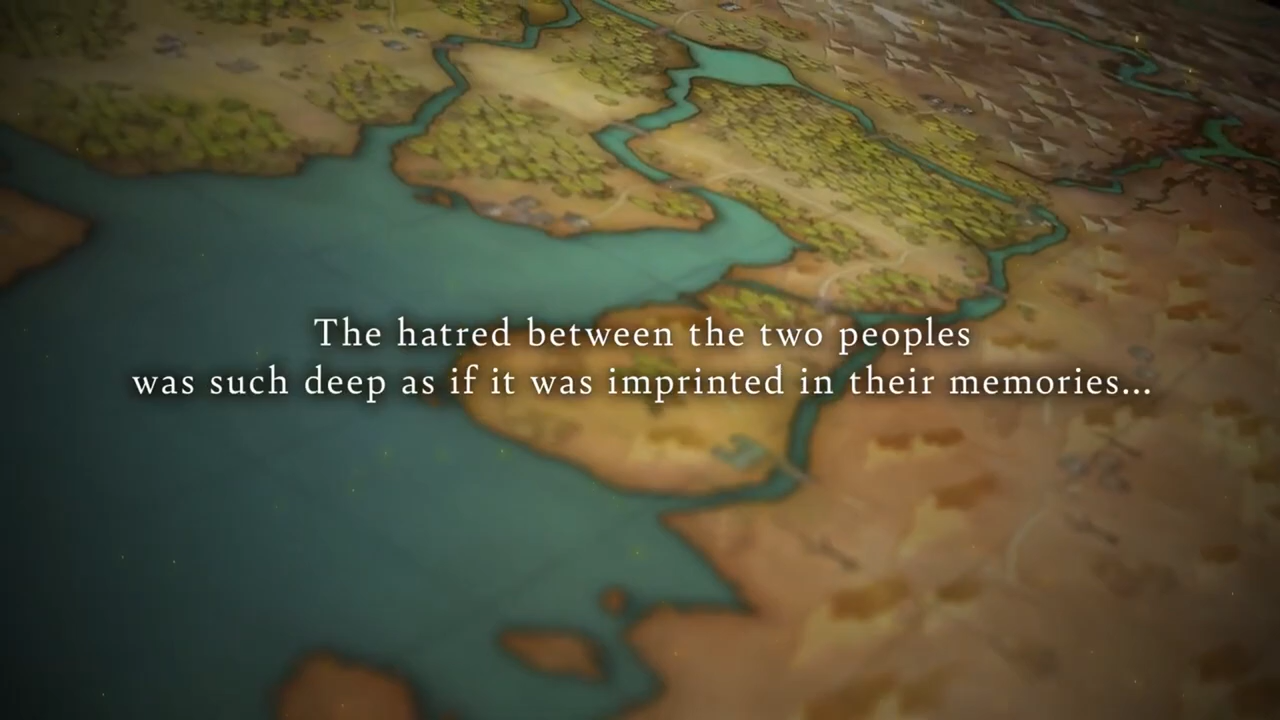 The hatred between the two peoples
was such deep as if it was imprinted in their memories...